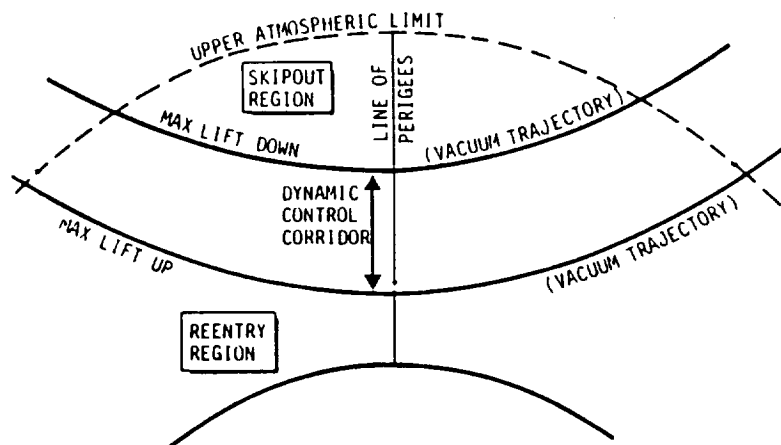 UPPER ATMOSPHERIC LIMIT
SKIPOUT
REGION
LINE OF
PERIGEES
MAX LIFT DOWN
(VACUUM TRAJECTORY)
DYNAMIC
CONTROL
CORRIDOR
MAX LIFT UP
(VACUUM TRAJECTORY)
REENTRY
REGION